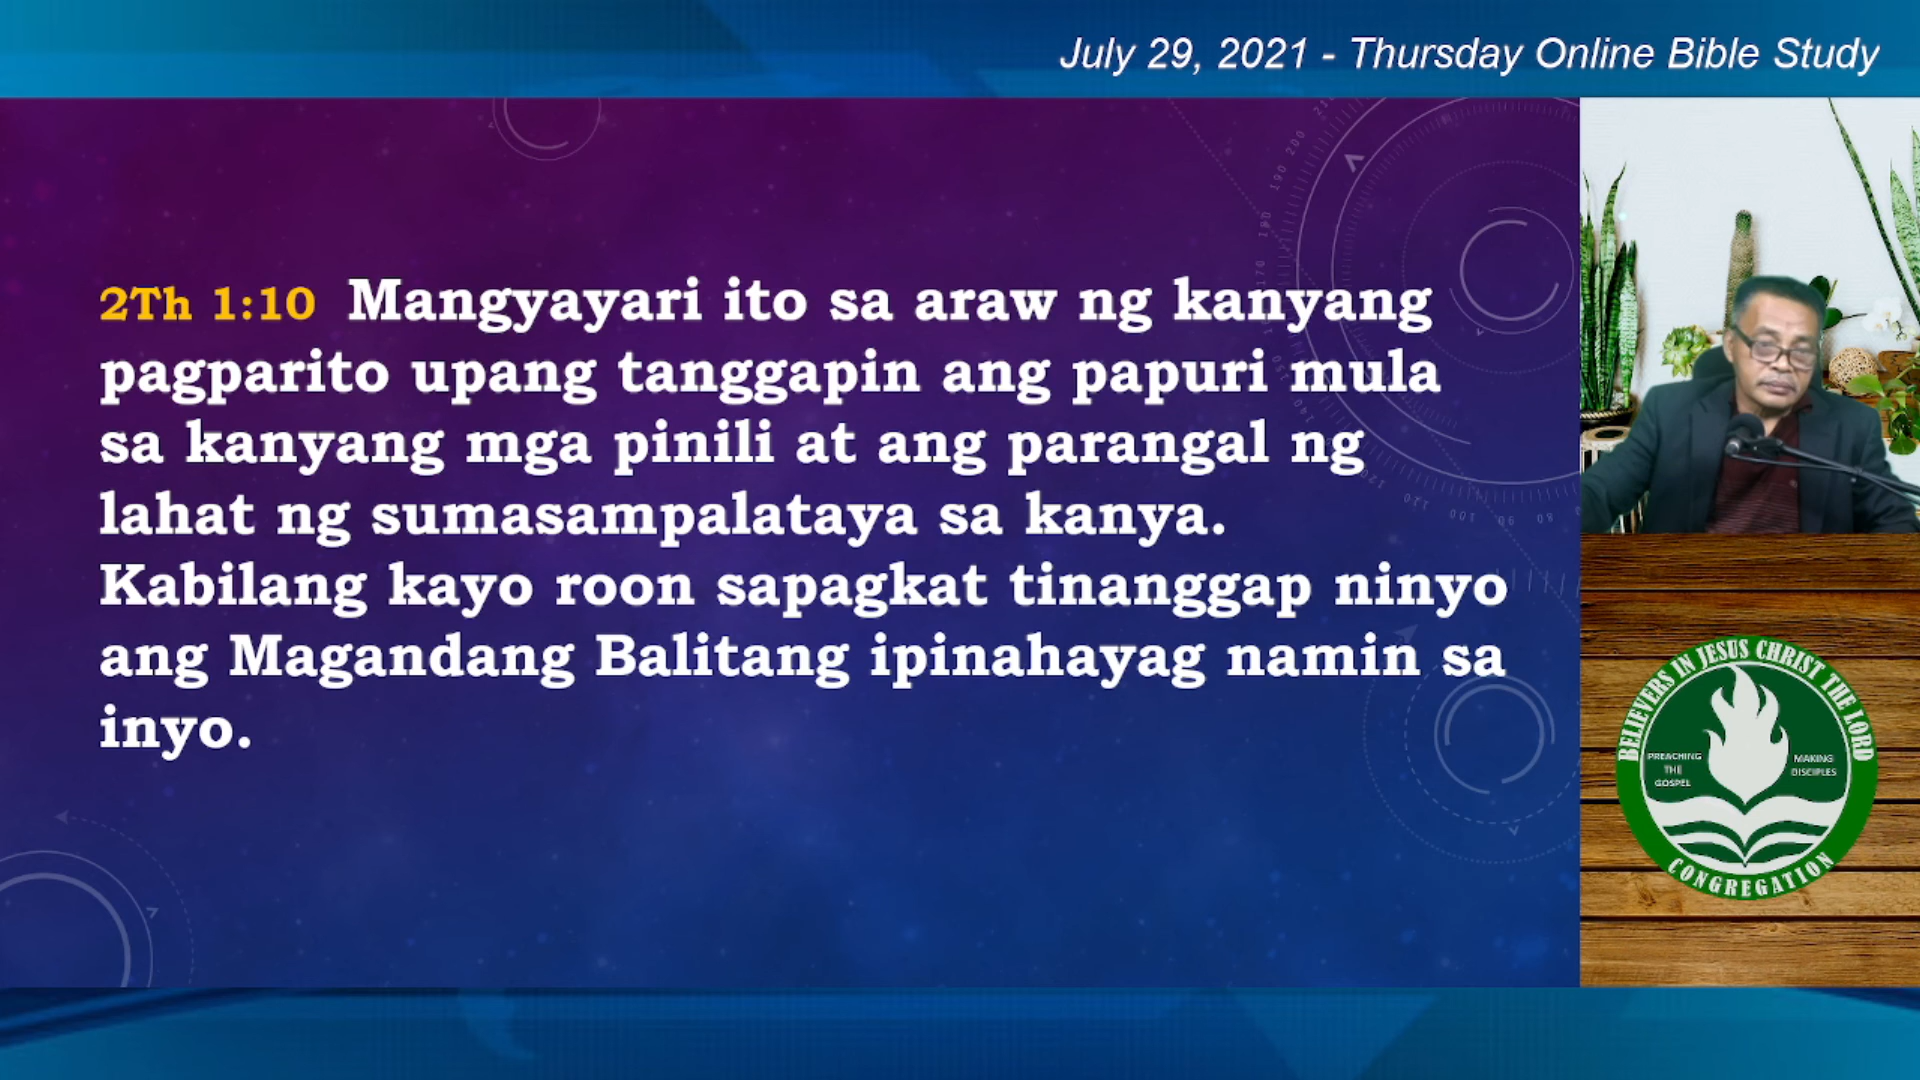 July 29, 2021 - Thursday Online Bible Study
2Th 1:10 Mangyayari ito sa araw ng kanyang
pagparito upang tanggapin ang papuri mula
sa kanyang mga pinili at ang parangal ng
lahat ng sumasampalataya sa kanya.
Kabilang kayo roon sapagkat tinanggap ninyo
ang Magandang Balitang ipinahayag namin sa
inyo.
BELIEVERS IN JESUS CHRIST THE LORD
PREACHING
THE
GOSPEL
MAKING
DISCIPLES
CONGREGATION